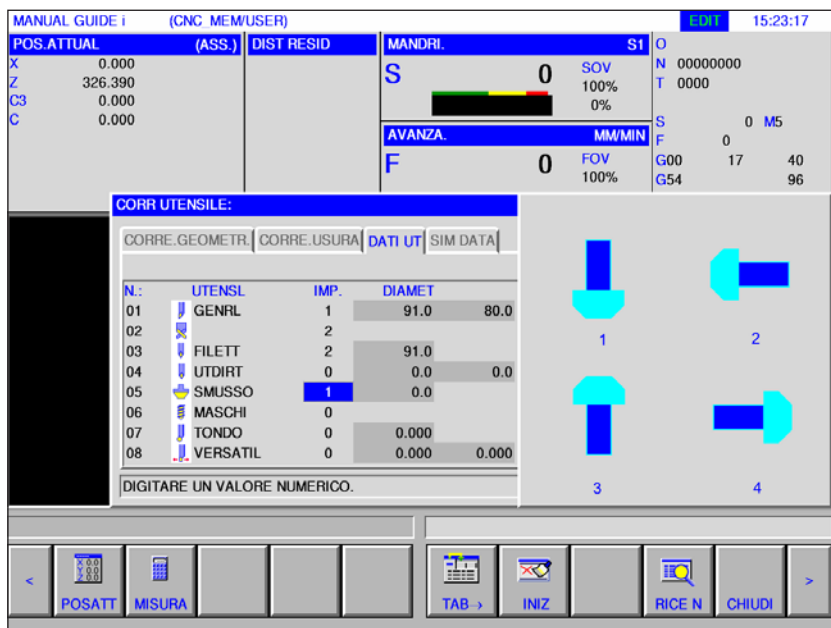 MANUAL GUIDE i (CNC_MEM/USER) EDIT 15:23:17
POS.ATTUAL (ASS.) DIST RESID MANDRI. S1 O
X 0.000
Z 326.390
C3 0.000
C 0.000
S 0 SOV 100% 0%
N 00000000
T 0000
S 0 M5
AVANZA. MM/MIN
F 0 FOV 100%
F 0
G00 17 40
G54 96
CORR UTENSILE:
CORRE.GEOMETR. CORRE.USURA DATI UT SIM DATA
N.: UTENSL IMP. DIAMET
01 GENRL 1 91.0 80.0
02 2
03 FILETT 2 91.0
04 UTDIRT 0 0.0 0.0
05 SMUSSO 1 0.0
06 MASCHI 0
07 TONDO 0 0.000
08 VERSATIL 0 0.000 0.000
DIGITARE UN VALORE NUMERICO.
1 2
3 4
< POSATT MISURA TAB→ INIZ RICE N CHIUDI >